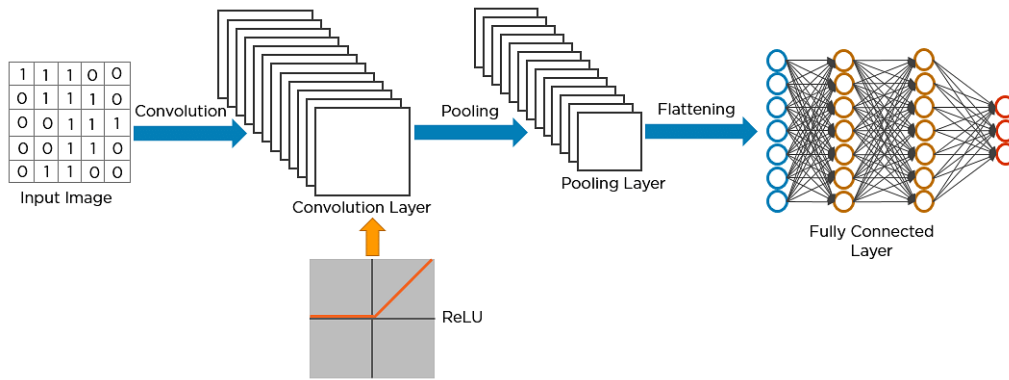 1 1 1 0 0
0 1 1 1 0
0 0 1 1 1
0 0 1 1 0
0 1 1 0 0
Input Image
Convolution
Convolution Layer
ReLU
Pooling
Pooling Layer
Flattening
Fully Connected
Layer